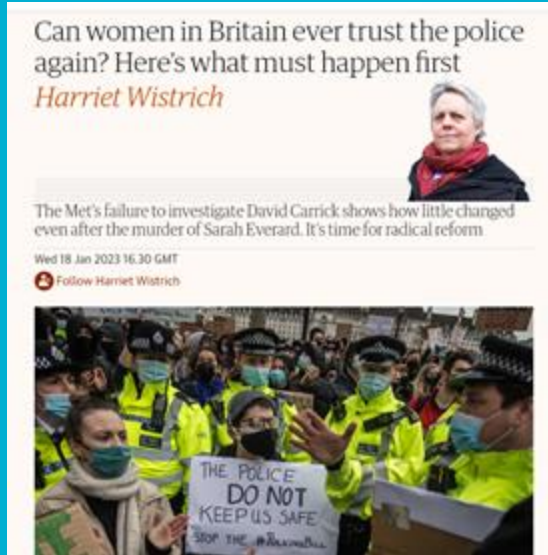 Can women in Britain ever trust the police
again? Here's what must happen first
Harriet Wistrich
The Met's failure to investigate David Carrick shows how little changed
even after the murder of Sarah Everard. It's time for radical reform
Wed 18 Jan 2023 16.30 GMT
Follow Harriet Wistrich
THE POLICE
DO NOT
KEEP US SAFE
STOP THE #